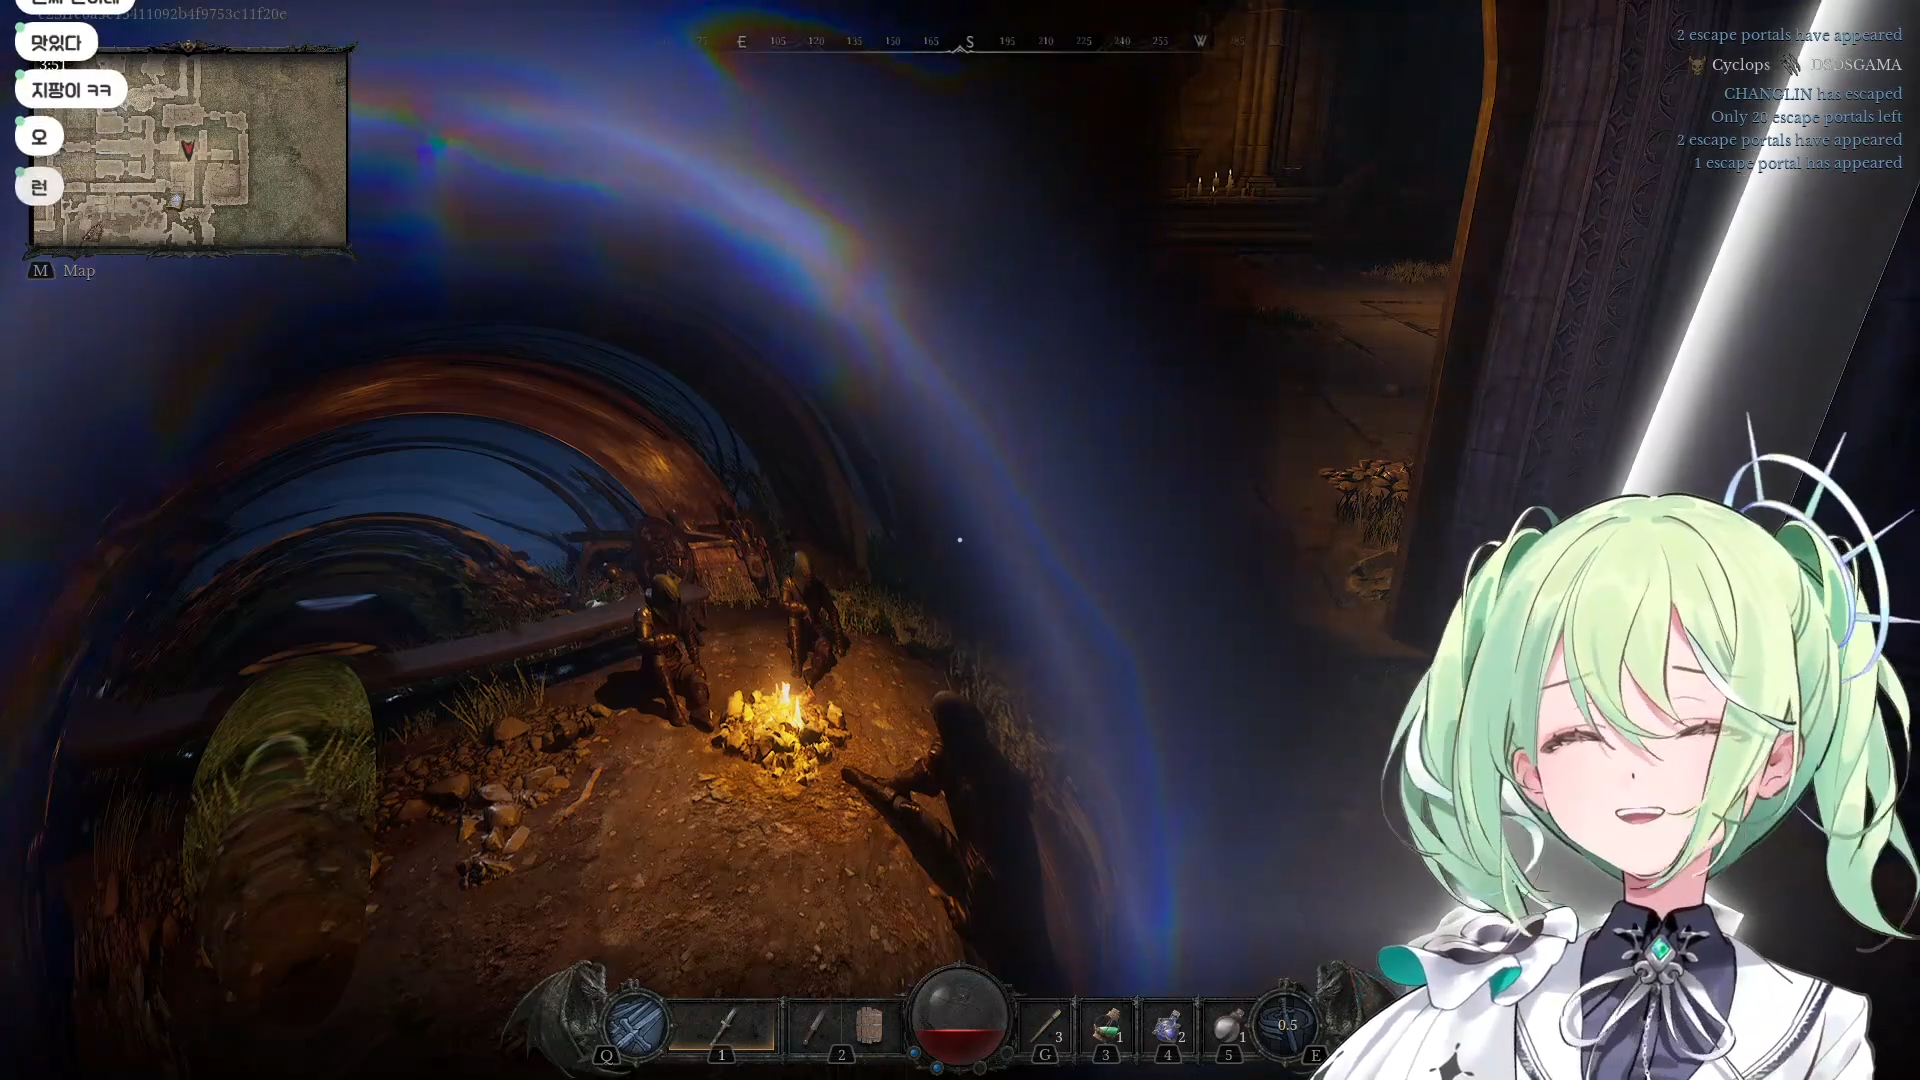 맛있다
지팡이 ㅋㅋ
오
런
M Map
E 105 120 135 150 165 S 195 210 225 240 255 W 285
2 escape portals have appeared
Cyclops DSDSGAMA
CHANGLIN has escaped
Only 20 escape portals left
2 escape portals have appeared
1 escape portal has appeared
Q 1 2 G 3 3 1 4 2 5 1 0.5 E